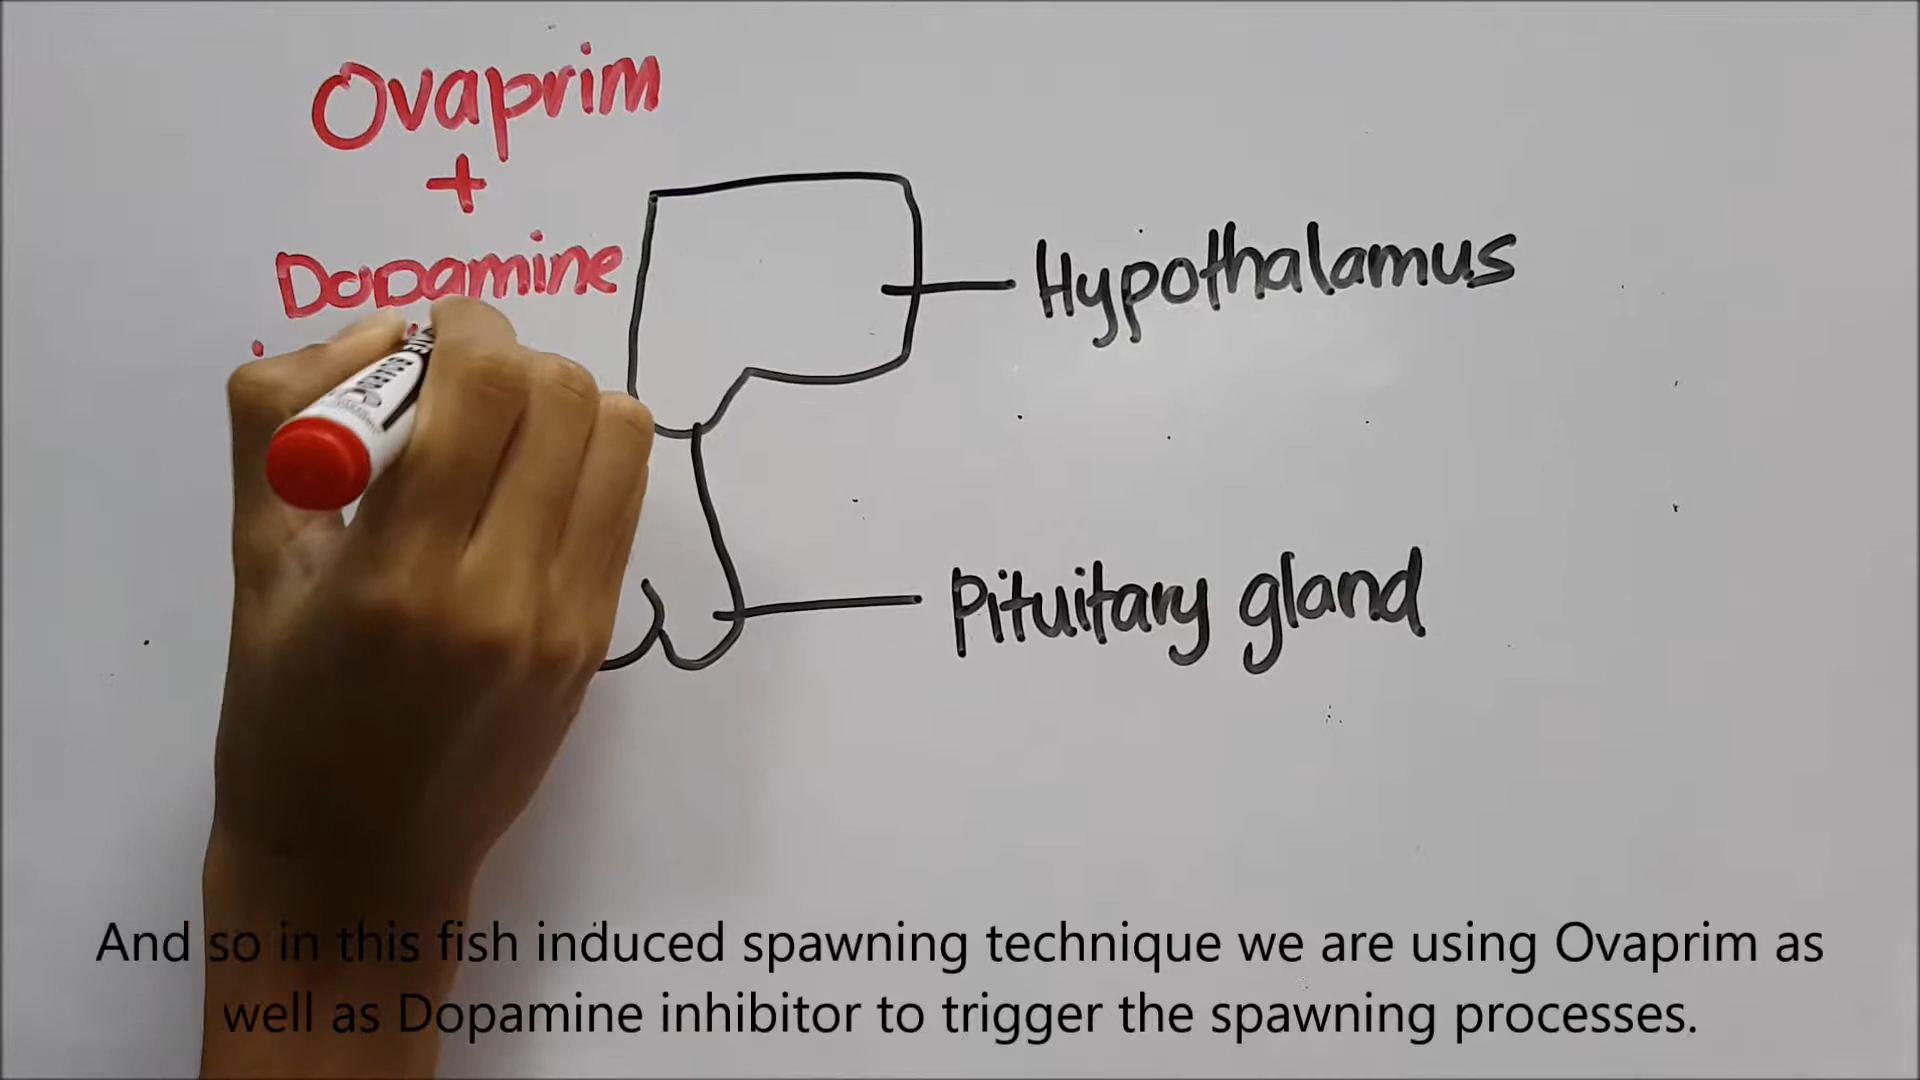 Ovaprim
+
Dopamine
Hypothalamus
Pituitary gland
And so in this fish induced spawning technique we are using Ovaprim as
well as Dopamine inhibitor to trigger the spawning processes.